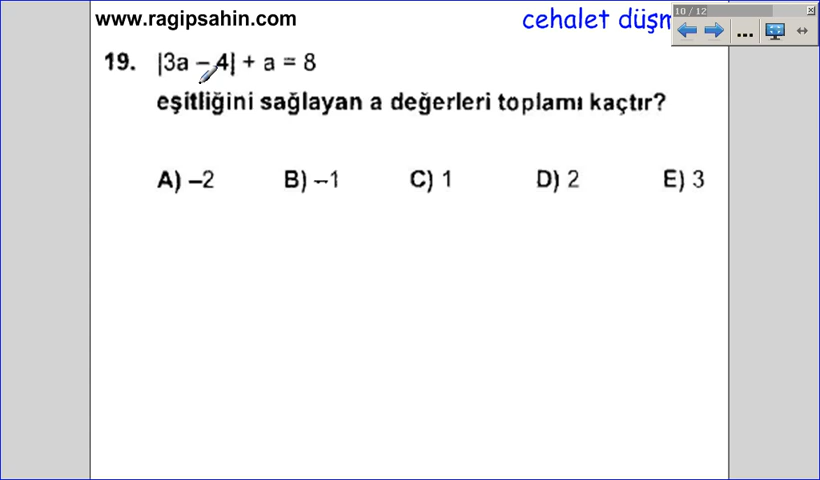 www.ragipsahin.com
cehalet
10 / 12
19. |3a – 4| + a = 8
eşitliğini sağlayan a değerleri toplamı kaçtır?
A) –2 B) –1 C) 1 D) 2 E) 3